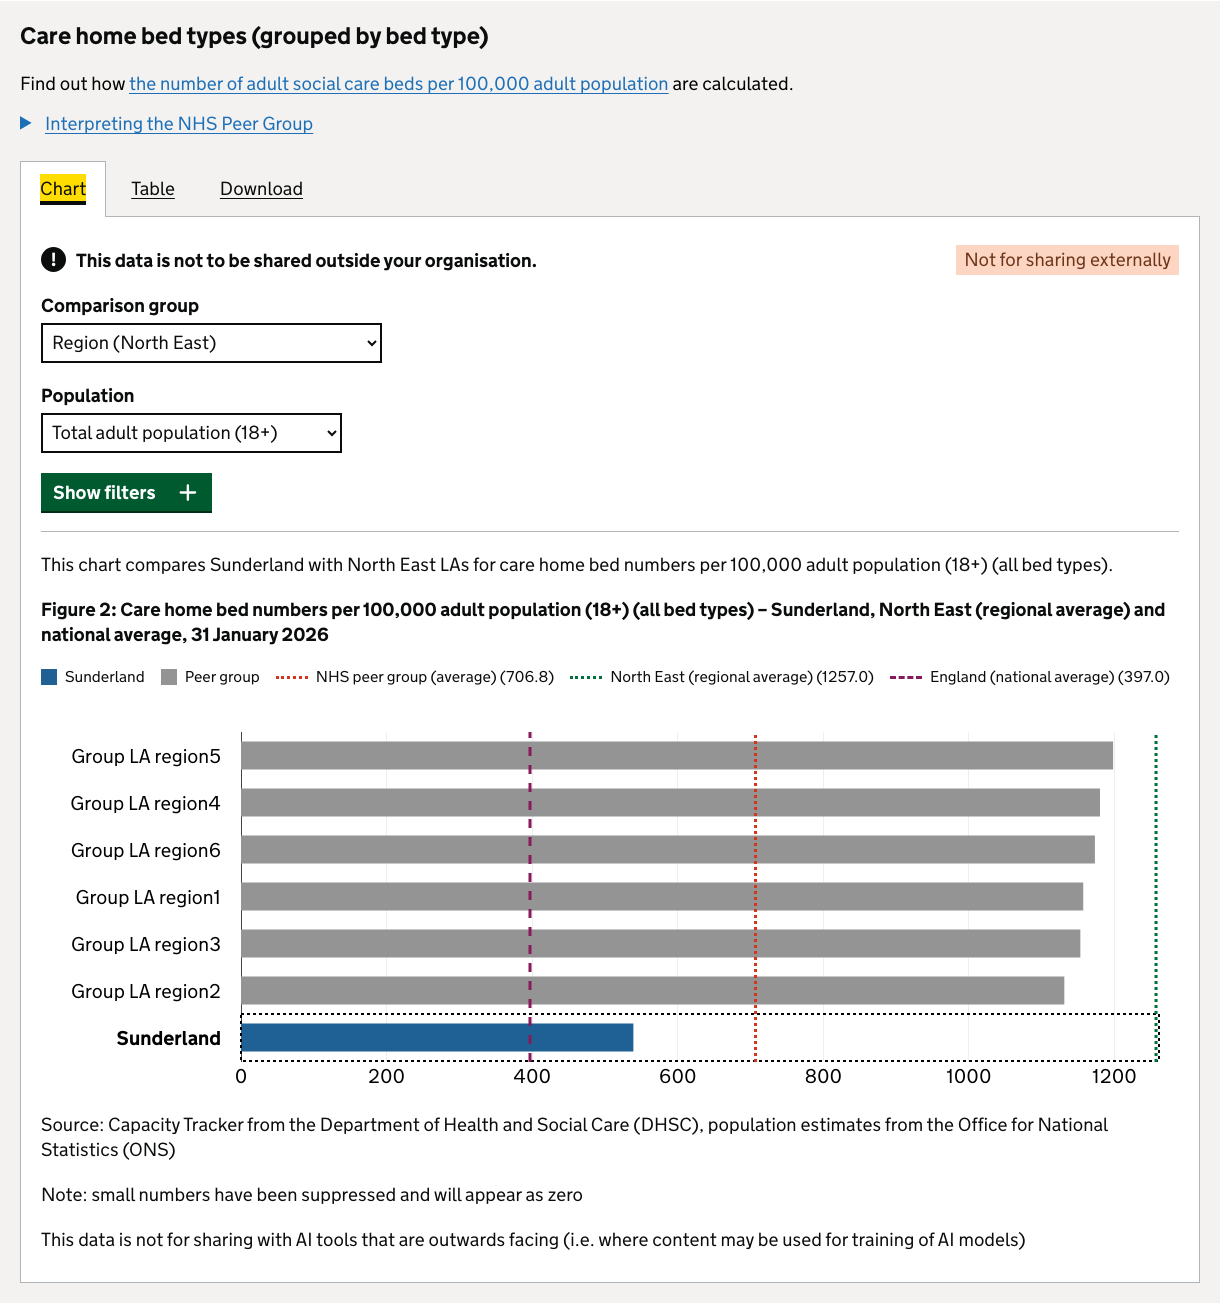 Care home bed types (grouped by bed type)
Find out how the number of adult social care beds per 100,000 adult population are calculated.
Interpreting the NHS Peer Group
Chart
Table
Download
This data is not to be shared outside your organisation.
Not for sharing externally
Comparison group
Region (North East)
Population
Total adult population (18+)
Show filters
This chart compares Sunderland with North East LAs for care home bed numbers per 100,000 adult population (18+) (all bed types).
Figure 2: Care home bed numbers per 100,000 adult population (18+) (all bed types) – Sunderland, North East (regional average) and
national average, 31 January 2026
Sunderland
Peer group
NHS peer group (average) (706.8)
North East (regional average) (1257.0)
England (national average) (397.0)
Group LA region5
Group LA region4
Group LA region6
Group LA region1
Group LA region3
Group LA region2
Sunderland
0 200 400 600 800 1000 1200
Source: Capacity Tracker from the Department of Health and Social Care (DHSC), population estimates from the Office for National
Statistics (ONS)
Note: small numbers have been suppressed and will appear as zero
This data is not for sharing with AI tools that are outwards facing (i.e. where content may be used for training of AI models)